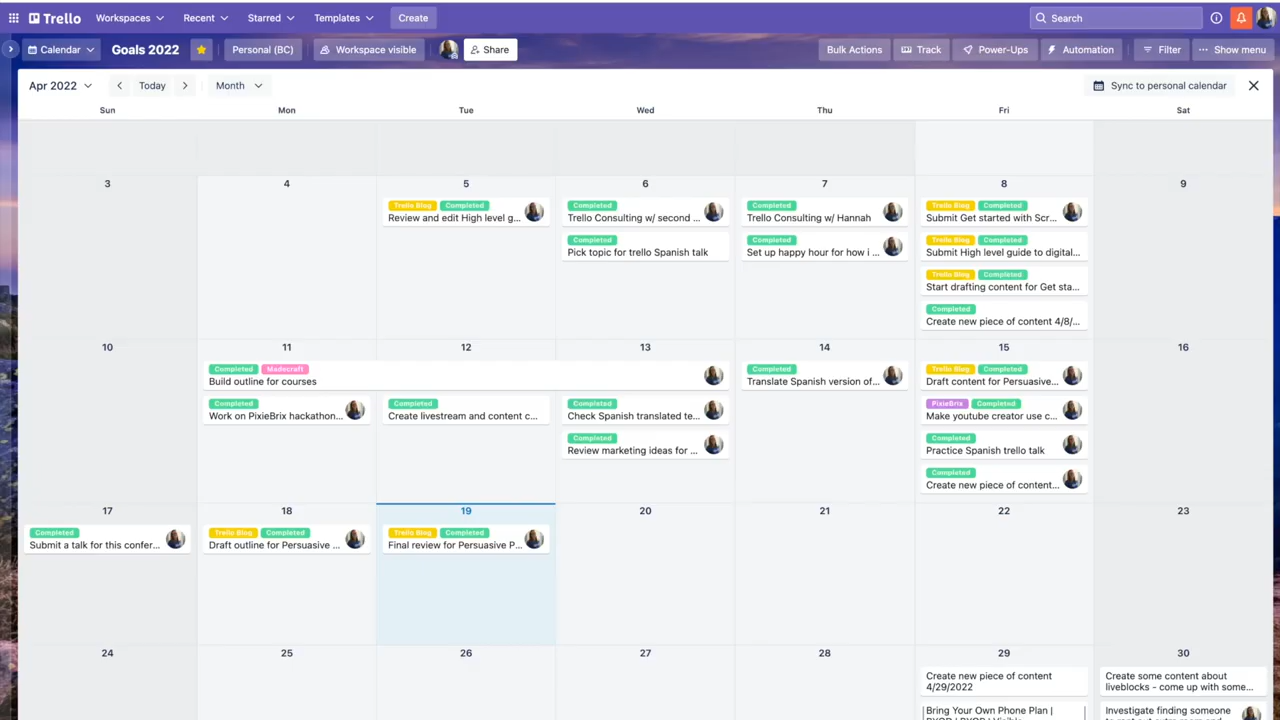 Trello Workspaces Recent Starred Templates Create Search
Calendar Goals 2022 Personal (BC) Workspace visible Share Bulk Actions Track Power-Ups Automation Filter Show menu
Apr 2022 Today Month Sync to personal calendar
Sun Mon Tue Wed Thu Fri Sat
3 4 5 6 7 8 9
Trello Blog Completed
Review and edit High level g...
Completed
Trello Consulting w/ second ...
Completed
Pick topic for trello Spanish talk
Completed
Trello Consulting w/ Hannah
Completed
Set up happy hour for how i ...
Trello Blog Completed
Submit Get started with Scr...
Trello Blog Completed
Submit High level guide to digital...
Trello Blog Completed
Start drafting content for Get sta...
Completed
Create new piece of content 4/8/...
10 11 12 13 14 15 16
Completed Madecraft
Build outline for courses
Completed
Work on PixieBrix hackathon...
Completed
Create livestream and content c...
Completed
Check Spanish translated te...
Completed
Review marketing ideas for ...
Completed
Translate Spanish version of...
Trello Blog Completed
Draft content for Persuasive...
PixieBrix Completed
Make youtube creator use c...
Completed
Practice Spanish trello talk
Completed
Create new piece of content...
17 18 19 20 21 22 23
Completed
Submit a talk for this confer...
Trello Blog Completed
Draft outline for Persuasive ...
Trello Blog Completed
Final review for Persuasive P...
24 25 26 27 28 29 30
Create new piece of content
4/29/2022
Bring Your Own Phone Plan |
Create some content about
liveblocks - come up with some...
Investigate finding someone